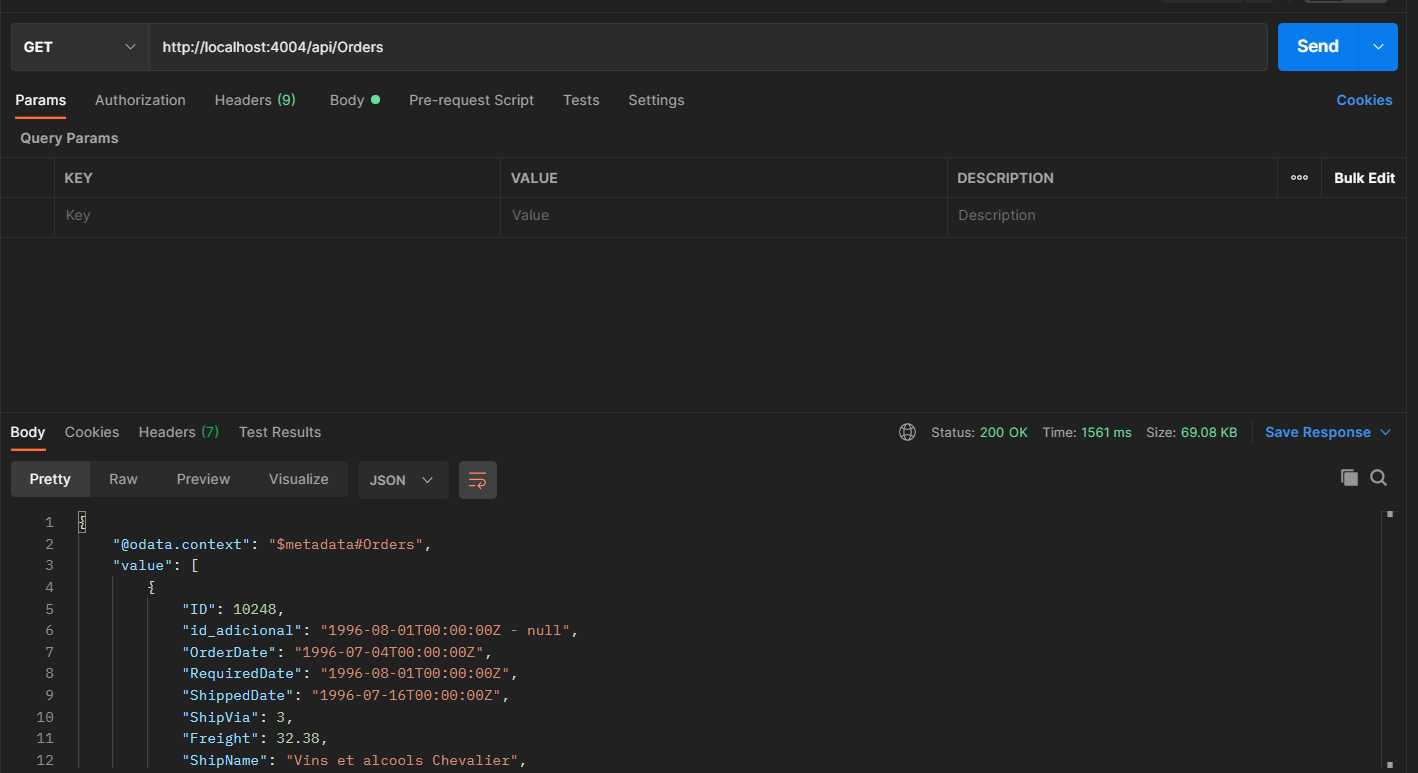 GET http://localhost:4004/api/Orders Send
Params Authorization Headers (9) Body Pre-request Script Tests Settings Cookies
Query Params
KEY VALUE DESCRIPTION Bulk Edit
Key Value Description
Body Cookies Headers (7) Test Results Status: 200 OK Time: 1561 ms Size: 69.08 KB Save Response
Pretty Raw Preview Visualize JSON
1 {
2 "@odata.context": "$metadata#Orders",
3 "value": [
4 {
5 "ID": 10248,
6 "id_adicional": "1996-08-01T00:00:00Z - null",
7 "OrderDate": "1996-07-04T00:00:00Z",
8 "RequiredDate": "1996-08-01T00:00:00Z",
9 "ShippedDate": "1996-07-16T00:00:00Z",
10 "ShipVia": 3,
11 "Freight": 32.38,
12 "ShipName": "Vins et alcools Chevalier",